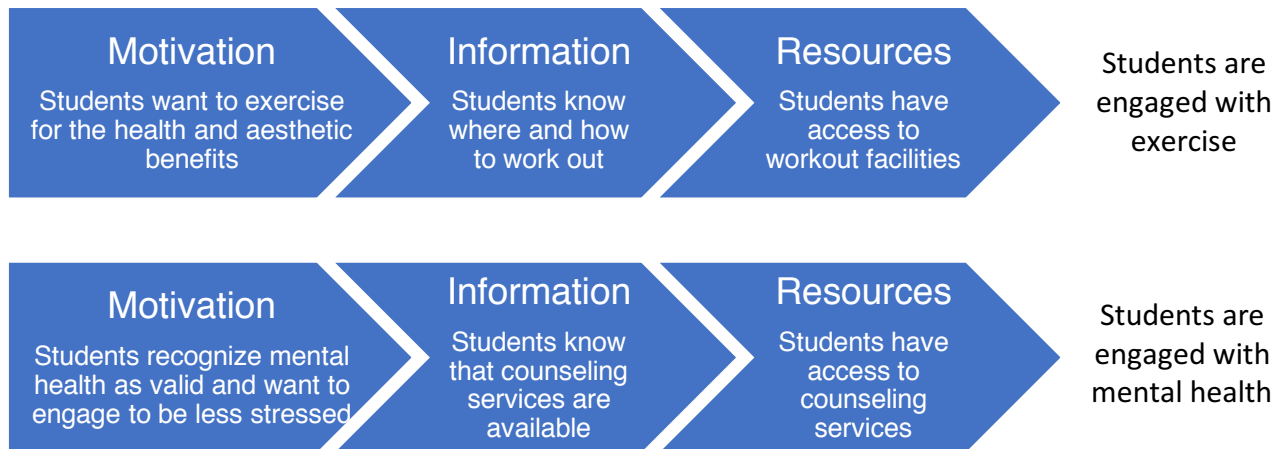 Motivation
Students want to exercise
for the health and aesthetic
benefits
Information
Students know
where and how
to work out
Resources
Students have
access to
workout facilities
Students are
engaged with
exercise
Motivation
Students recognize mental
health as valid and want to
engage to be less stressed
Information
Students know
that counseling
services are
available
Resources
Students have
access to
counseling
services
Students are
engaged with
mental health